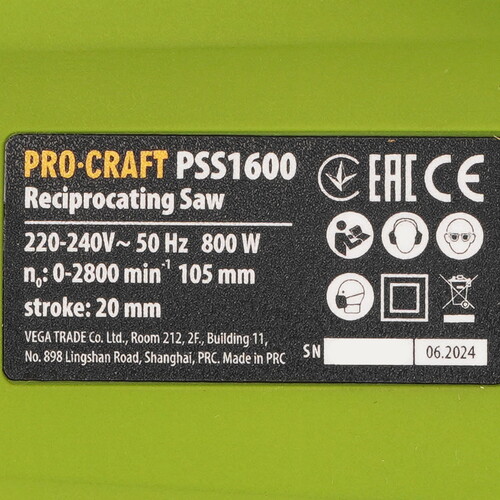 PRO·CRAFT PSS1600
Reciprocating Saw
220-240V~ 50 Hz 800 W
n₀: 0-2800 min⁻¹ 105 mm
stroke: 20 mm
VEGA TRADE Co. Ltd., Room 212, 2F., Building 11,
No. 898 Lingshan Road, Shanghai, PRC. Made in PRC
EAC CE
SN
06.2024